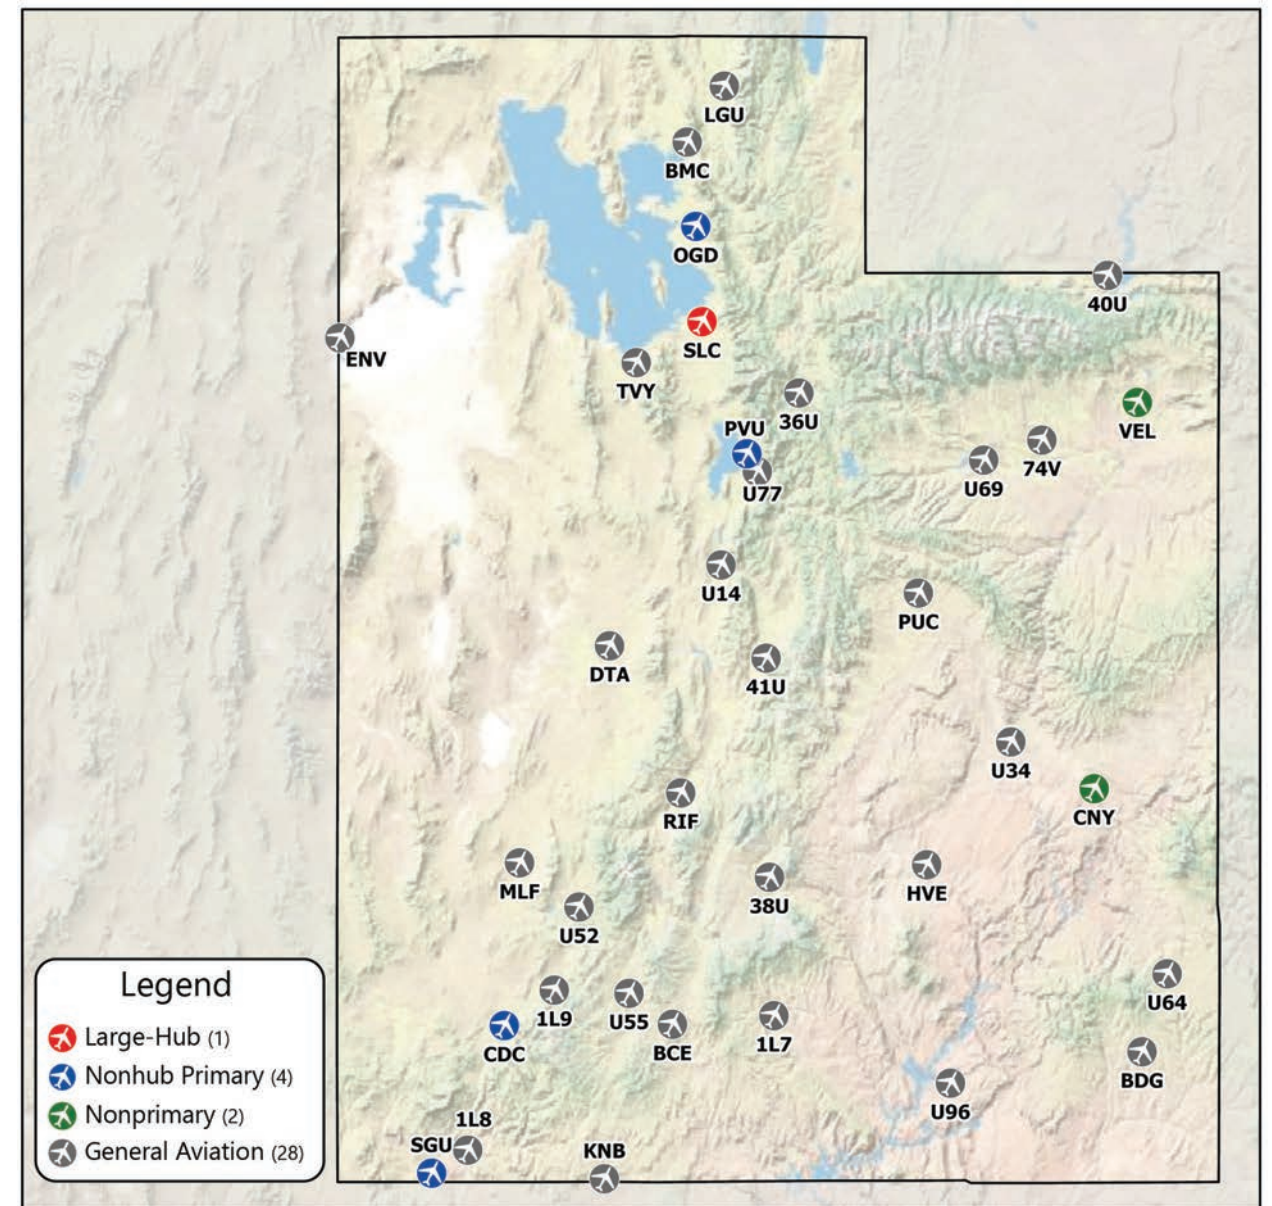 LGU
BMC
OGD
40U
SLC
ENV
TVY
36U
PVU
VEL
74V
U69
U77
U14
PUC
DTA
41U
U34
CNY
RIF
MLF
HVE
38U
U52
U64
1L9
U55
1L7
CDC
BCE
BDG
U96
1L8
SGU
KNB
Legend
Large-Hub (1)
Nonhub Primary (4)
Nonprimary (2)
General Aviation (28)